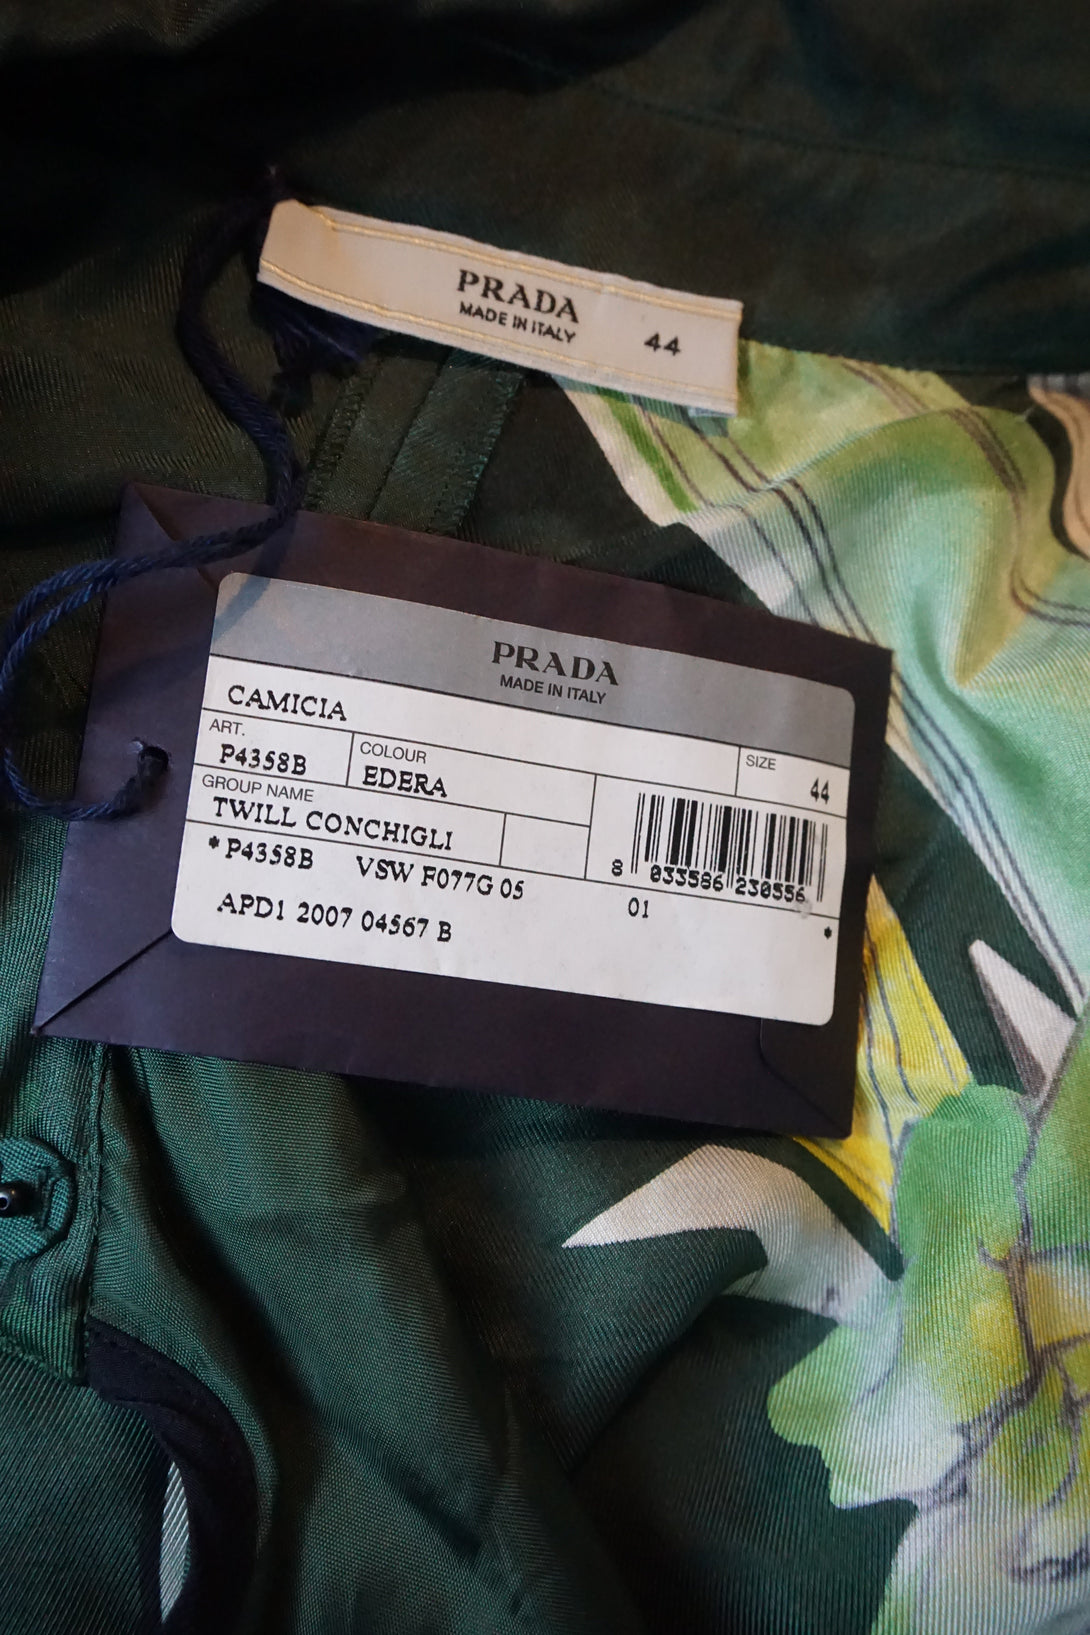 PRADA
MADE IN ITALY
44
PRADA
MADE IN ITALY
CAMICIA
ART.
P4358B
COLOUR
EDERA
SIZE
44
GROUP NAME
TWILL CONCHIGLI
8 033586 230556
* P4358B VSW F077G 05 01 *
APD1 2007 04567 B